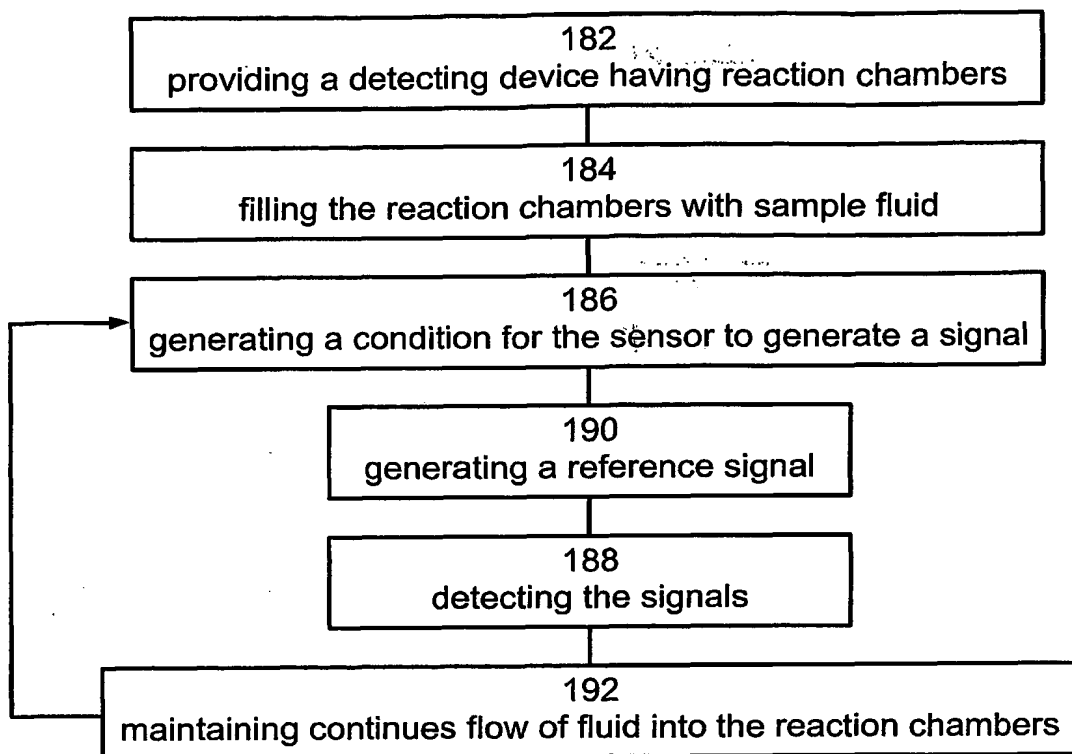 182
providing a detecting device having reaction chambers
184
filling the reaction chambers with sample fluid
186
generating a condition for the sensor to generate a signal
190
generating a reference signal
188
detecting the signals
192
maintaining continues flow of fluid into the reaction chambers